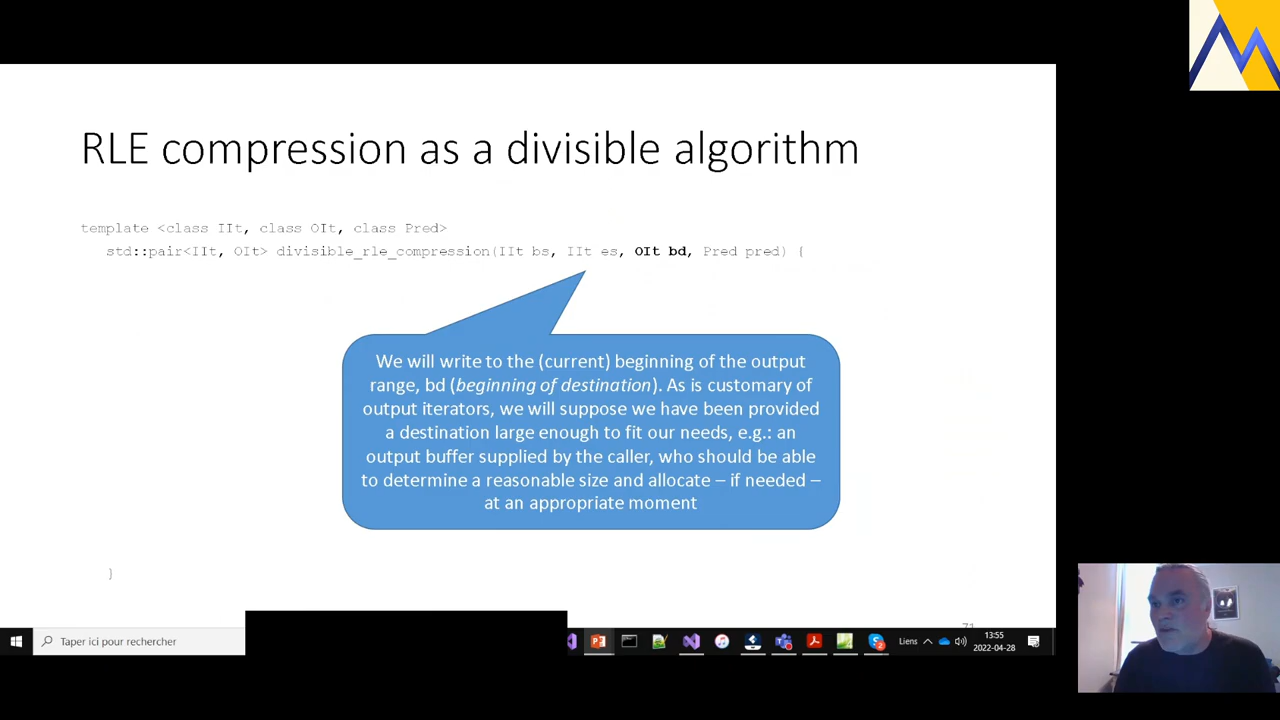 RLE compression as a divisible algorithm
template <class IIt, class OIt, class Pred>
std::pair<IIt, OIt> divisible_rle_compression(IIt bs, IIt es, OIt bd, Pred pred) {
We will write to the (current) beginning of the output
range, bd (beginning of destination). As is customary of
output iterators, we will suppose we have been provided
a destination large enough to fit our needs, e.g.: an
output buffer supplied by the caller, who should be able
to determine a reasonable size and allocate – if needed –
at an appropriate moment
}
Taper ici pour rechercher
Liens
13:55
2022-04-28